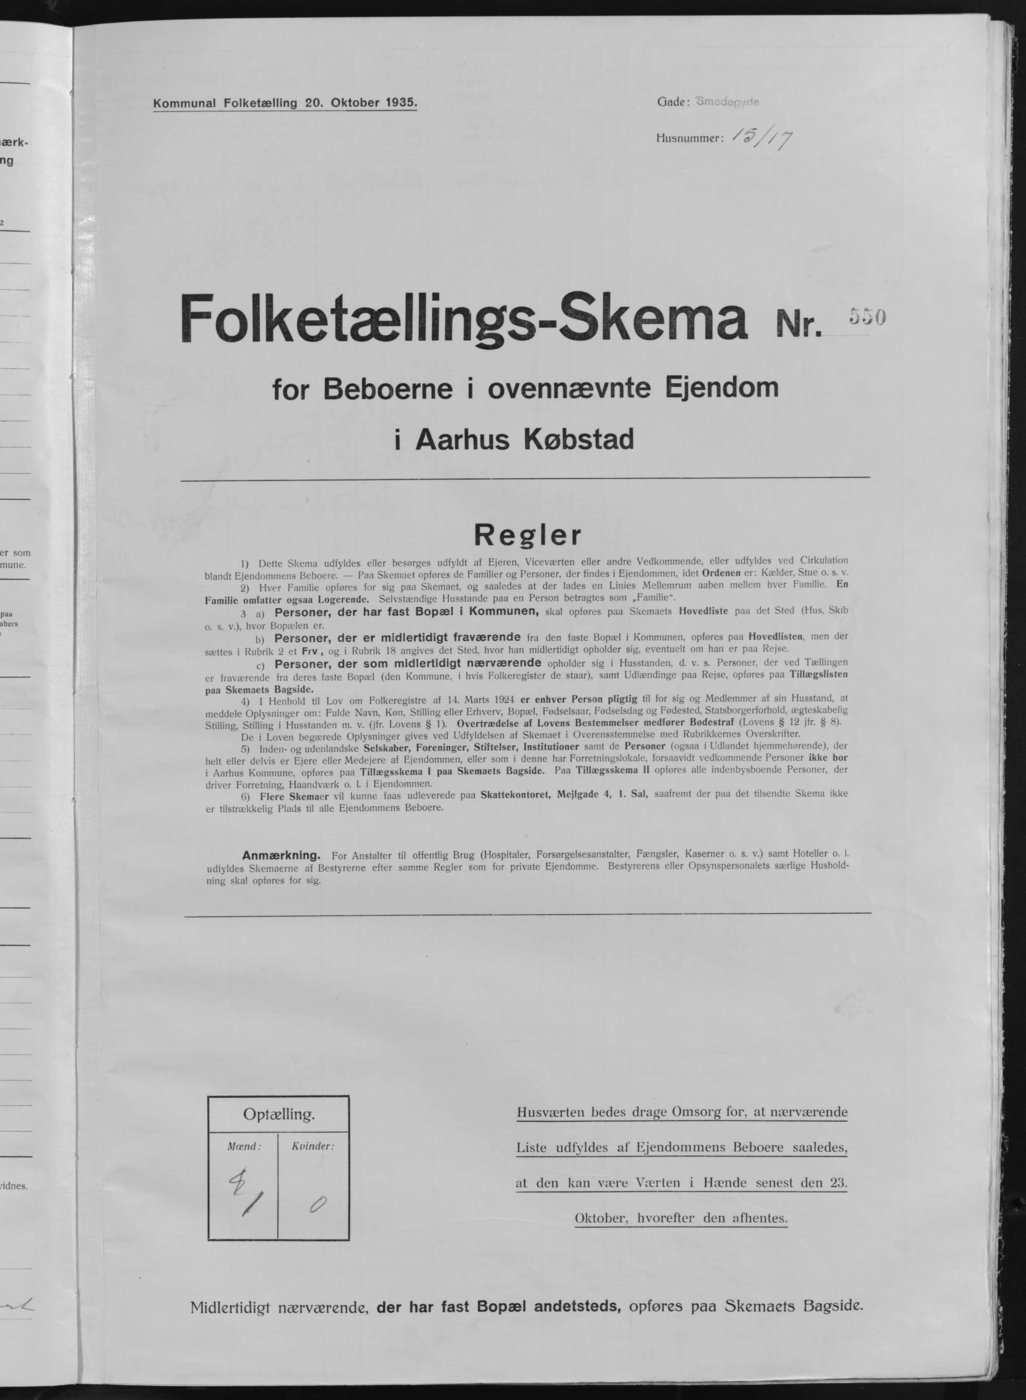 Kommunal Folketælling 20. Oktober 1935.
Gade: Smedegyde
Husnummer: 15/17
Folketællings-Skema Nr. 550
for Beboerne i ovennævnte Ejendom
i Aarhus Købstad
Regler
1) Dette Skema udfyldes eller besørges udfyldt af Ejeren, Viceværten eller andre Vedkommende, eller udfyldes ved Cirkulation
blandt Ejendommens Beboere. — Paa Skemaet opføres de Familier og Personer, der findes i Ejendommen, idet Ordenen er: Kælder, Stue o. s. v.
2) Hver Familie opføres for sig paa Skemaet, og saaledes at der lades en Linies Mellemrum aaben mellem hver Familie. En
Familie omfatter ogsaa Logerende. Selvstændige Husstande paa en Person betragtes som „Familie“.
3 a) Personer, der har fast Bopæl i Kommunen, skal opføres paa Skemaets Hovedliste paa det Sted (Hus, Skib
o. s. v.), hvor Bopælen er.
b) Personer, der er midlertidigt fraværende fra den faste Bopæl i Kommunen, opføres paa Hovedlisten, men der
sættes i Rubrik 2 et Frv, og i Rubrik 18 angives det Sted, hvor han midlertidigt opholder sig, eventuelt om han er paa Rejse.
c) Personer, der som midlertidigt nærværende opholder sig i Husstanden, d. v. s. Personer, der ved Tællingen
er fraværende fra deres faste Bopæl (den Kommune, i hvis Folkeregister de staar), samt Udlændinge paa Rejse, opføres paa Tillægslisten
paa Skemaets Bagside.
4) I Henhold til Lov om Folkeregistre af 14. Marts 1924 er enhver Person pligtig til for sig og Medlemmer af sin Husstand, at
meddele Oplysninger om: Fulde Navn, Køn, Stilling eller Erhverv, Bopæl, Fødselsaar, Fødselsdag og Fødested, Statsborgerforhold, ægteskabelig
Stilling, Stilling i Husstanden m. v. (jfr. Lovens § 1). Overtrædelse af Lovens Bestemmelser medfører Bødestraf (Lovens § 12 jfr. § 8).
De i Loven begærede Oplysninger gives ved Udfyldelsen af Skemaet i Overensstemmelse med Rubrikkernes Overskrifter.
5) Inden- og udenlandske Selskaber, Foreninger, Stiftelser, Institutioner samt de Personer (ogsaa i Udlandet hjemmehørende), der
helt eller delvis er Ejere eller Medejere af Ejendommen, eller som i denne har Forretningslokale, forsaavidt vedkommende Personer ikke bor
i Aarhus Kommune, opføres paa Tillægsskema I paa Skemaets Bagside. Paa Tillægsskema II opføres alle indenbysboende Personer, der
driver Forretning, Haandværk o. l. i Ejendommen.
6) Flere Skemaer vil kunne faas udleverede paa Skattekontoret, Mejlgade 4, 1. Sal, saafremt der paa det tilsendte Skema ikke
er tilstrækkelig Plads til alle Ejendommens Beboere.
Anmærkning. For Anstalter til offentlig Brug (Hospitaler, Forsørgelsesanstalter, Fængsler, Kaserner o. s. v.) samt Hoteller o. l.
udfyldes Skemaerne af Bestyrerne efter samme Regler som for private Ejendomme. Bestyrerens eller Opsynspersonalets særlige Hushold-
ning skal opføres for sig.
Optælling.
Mænd: Kvinder:
1 0
Husværten bedes drage Omsorg for, at nærværende
Liste udfyldes af Ejendommens Beboere saaledes,
at den kan være Værten i Hænde senest den 23.
Oktober, hvorefter den afhentes.
Midlertidigt nærværende, der har fast Bopæl andetsteds, opføres paa Skemaets Bagside.